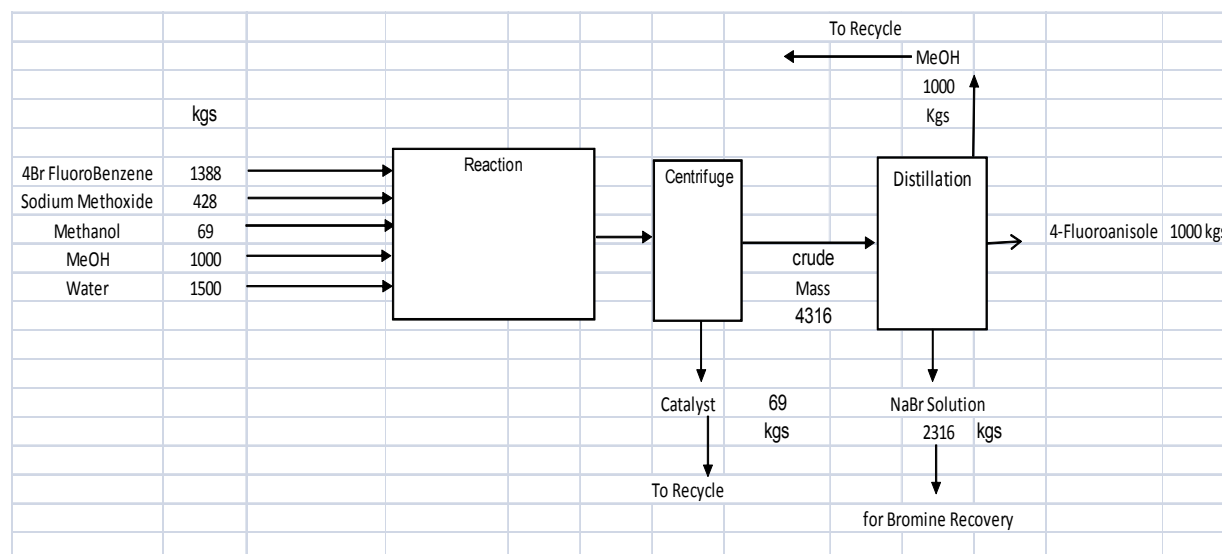 To Recycle
MeOH
1000
Kgs
kgs
Reaction
Centrifuge
Distillation
4Br FluoroBenzene 1388
Sodium Methoxide 428
Methanol 69
MeOH 1000
Water 1500
4-Fluoroanisole 1000 kgs
crude
Mass
4316
Catalyst 69
kgs
NaBr Solution
2316 kgs
To Recycle
for Bromine Recovery